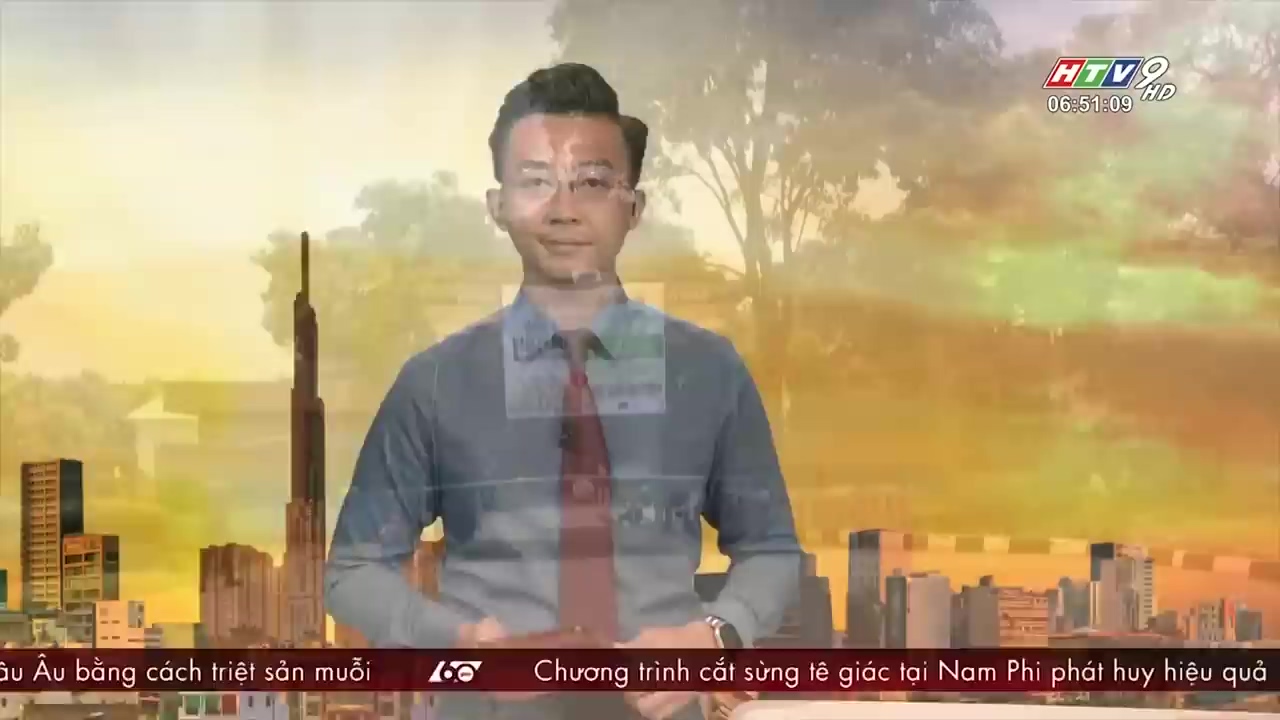 HTV9
HD
06:51:09
âu Âu bằng cách triệt sản muỗi
60
Chương trình cắt sừng tê giác tại Nam Phi phát huy hiệu quả